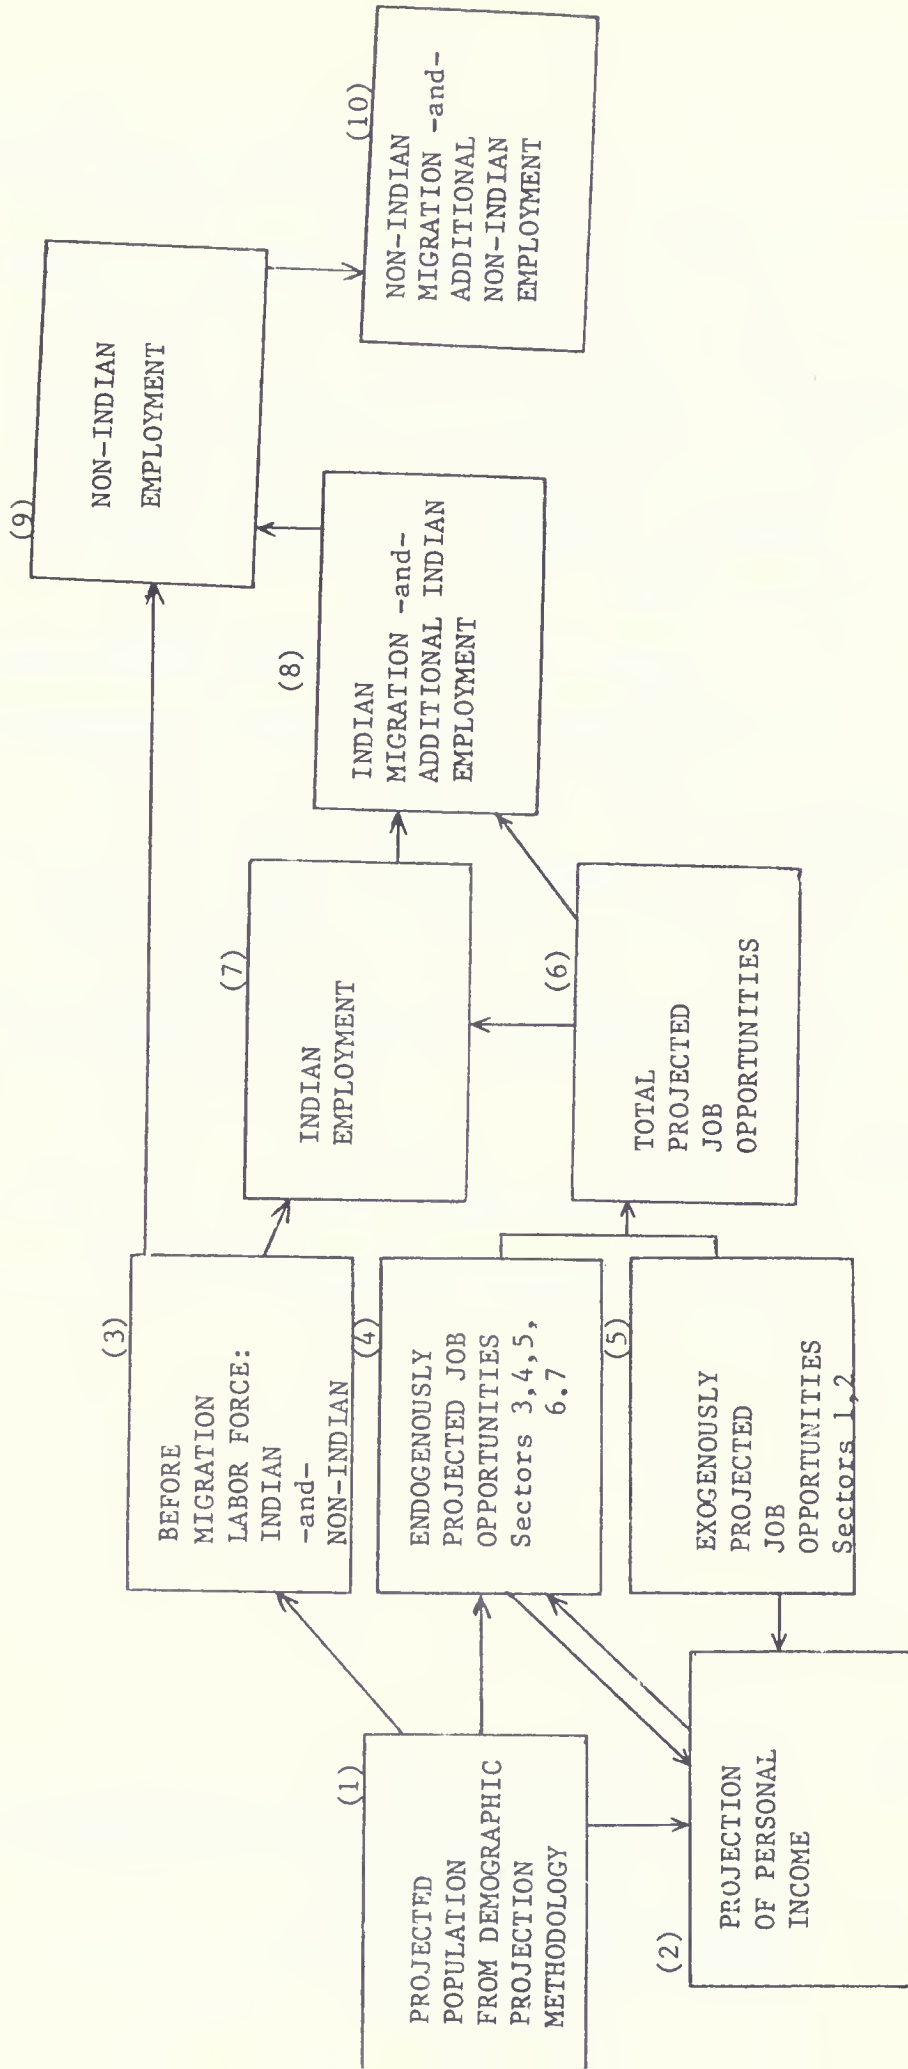 (1)
PROJECTED
POPULATION
FROM DEMOGRAPHIC
PROJECTION
METHODOLOGY
(2)
PROJECTION
OF PERSONAL
INCOME
(3)
BEFORE
MIGRATION
LABOR FORCE:
INDIAN
-and-
NON-INDIAN
(4)
ENDOGENOUSLY
PROJECTED JOB
OPPORTUNITIES
Sectors 3,4,5,
6.7
(5)
EXOGENOUSLY
PROJECTED
JOB
OPPORTUNITIES
Sectors 1,2
(6)
TOTAL
PROJECTED
JOB
OPPORTUNITIES
(7)
INDIAN
EMPLOYMENT
(8)
INDIAN
MIGRATION -and-
ADDITIONAL INDIAN
EMPLOYMENT
(9)
NON-INDIAN
EMPLOYMENT
(10)
NON-INDIAN
MIGRATION -and-
ADDITIONAL
NON-INDIAN
EMPLOYMENT